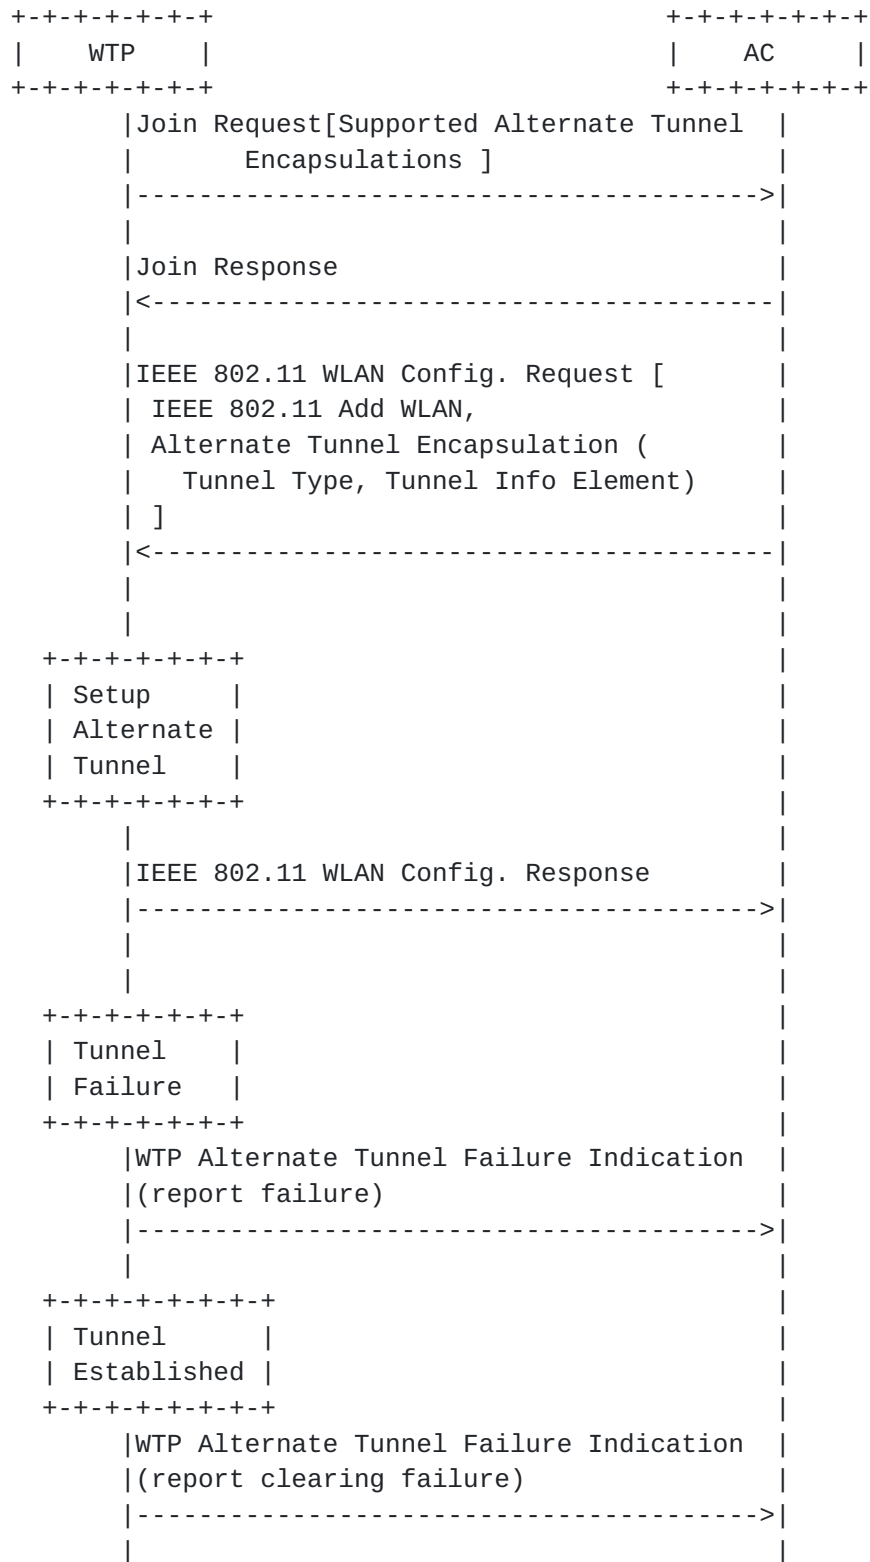 +-+-+-+-+-+-+                             +-+-+-+-+-+-+
|    WTP    |                             |    AC     |
+-+-+-+-+-+-+                             +-+-+-+-+-+-+
       |Join Request[Supported Alternate Tunnel  |
       |       Encapsulations ]                  |
       |---------------------------------------->|
       |                                         |
       |Join Response                            |
       |<----------------------------------------|
       |                                         |
       |IEEE 802.11 WLAN Config. Request [       |
       | IEEE 802.11 Add WLAN,                   |
       | Alternate Tunnel Encapsulation (        |
       |   Tunnel Type, Tunnel Info Element)     |
       | ]                                       |
       |<----------------------------------------|
       |                                         |
       |                                         |
  +-+-+-+-+-+-+                                  |
  | Setup     |                                  |
  | Alternate |                                  |
  | Tunnel    |                                  |
  +-+-+-+-+-+-+                                  |
       |                                         |
       |IEEE 802.11 WLAN Config. Response        |
       |---------------------------------------->|
       |                                         |
       |                                         |
  +-+-+-+-+-+-+                                  |
  | Tunnel    |                                  |
  | Failure   |                                  |
  +-+-+-+-+-+-+                                  |
       |WTP Alternate Tunnel Failure Indication  |
       |(report failure)                         |
       |---------------------------------------->|
       |                                         |
  +-+-+-+-+-+-+-+                                |
  | Tunnel      |                                |
  | Established |                                |
  +-+-+-+-+-+-+-+                                |
       |WTP Alternate Tunnel Failure Indication  |
       |(report clearing failure)                |
       |---------------------------------------->|
       |                                         |